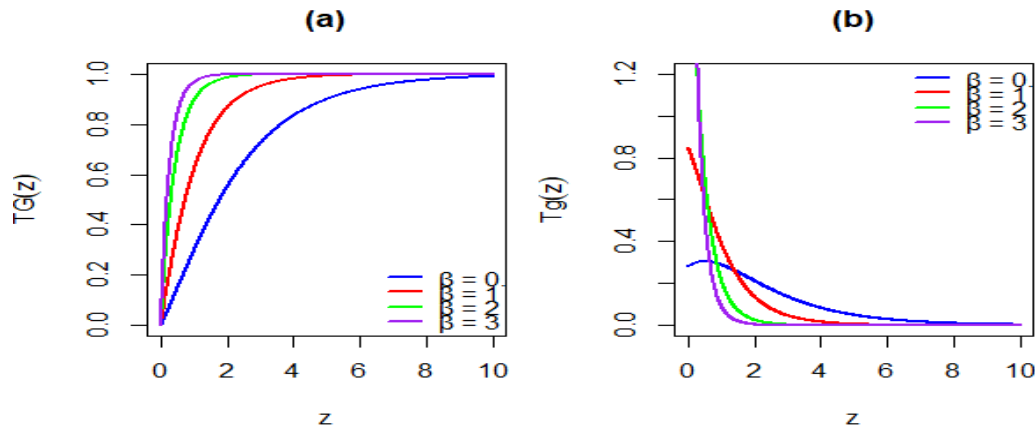 (a)
TG(z)
1.0
0.8
0.6
0.4
0.2
0.0
β = 0.
β = 1
β = 2
β = 3
0 2 4 6 8 10
z
(b)
Tg(z)
1.2
0.8
0.4
0.0
β = 0.
β = 1
β = 2
β = 3
0 2 4 6 8 10
z